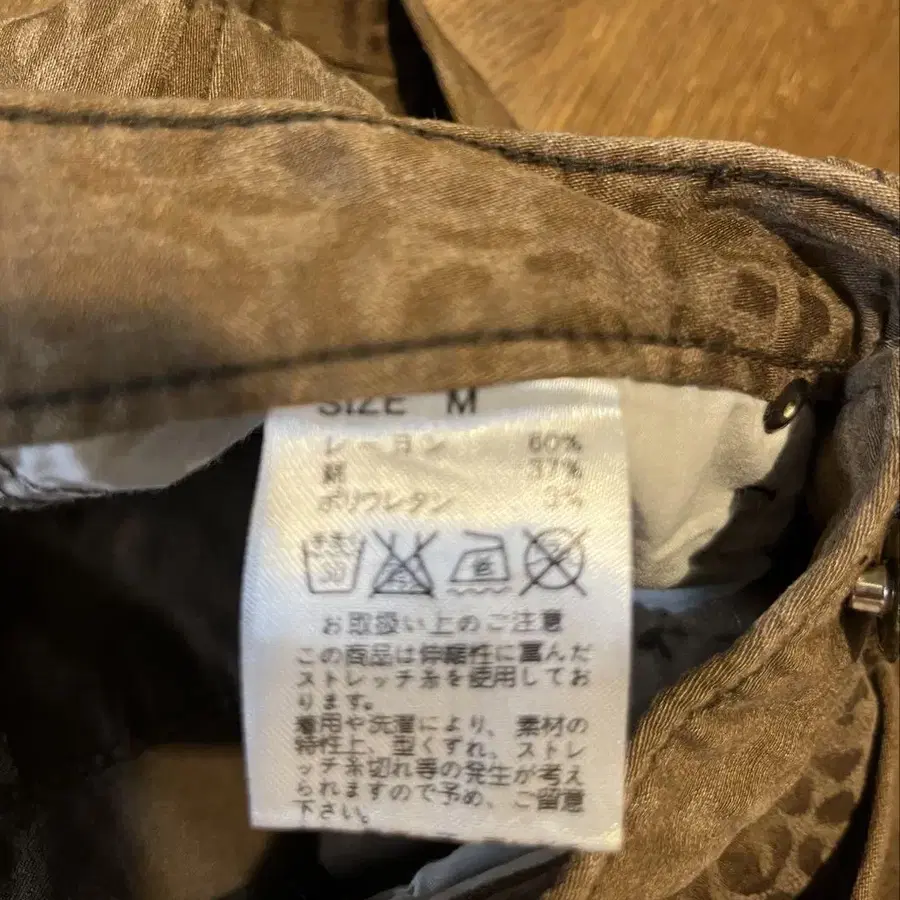 SIZE M
レーヨン 60%
綿 37%
ポリウレタン 3%
30
お取扱い上のご注意
この商品は伸縮性に富んだ
ストレッチ糸を使用してお
ります。
着用や洗濯により、素材の
特性上、型くずれ、ストレ
ッチ糸切れ等の発生が考え
られますので予め、ご留意
下さい。